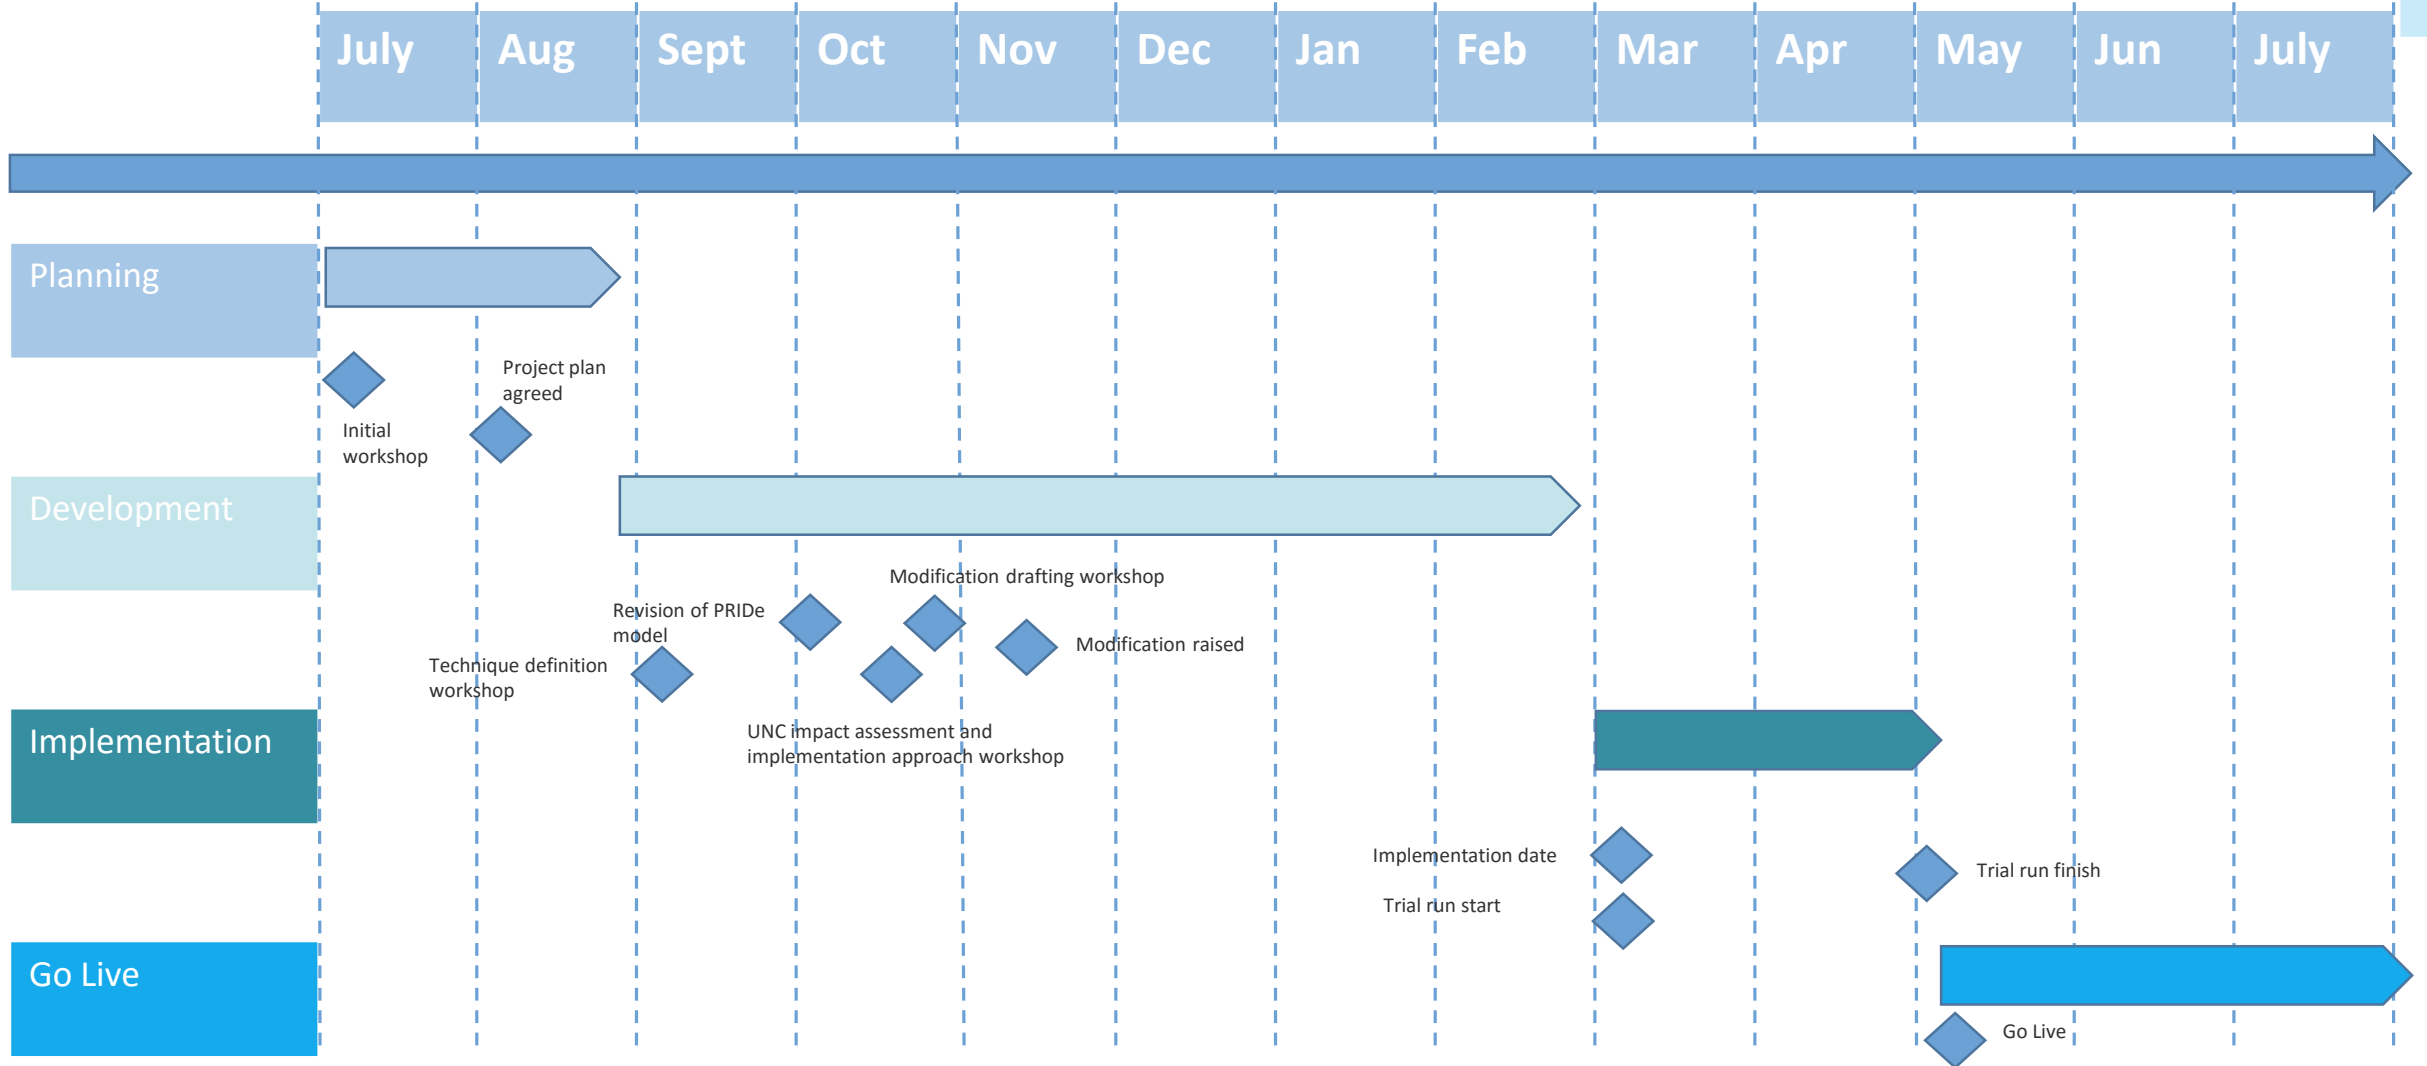 July Aug Sept Oct Nov Dec Jan Feb Mar Apr May Jun July
Planning
Project plan
agreed
Initial
workshop
Development
Modification drafting workshop
Revision of PRIDe
model
Modification raised
Technique definition
workshop
UNC impact assessment and
implementation approach workshop
Implementation
Implementation date
Trial run finish
Trial run start
Go Live
Go Live